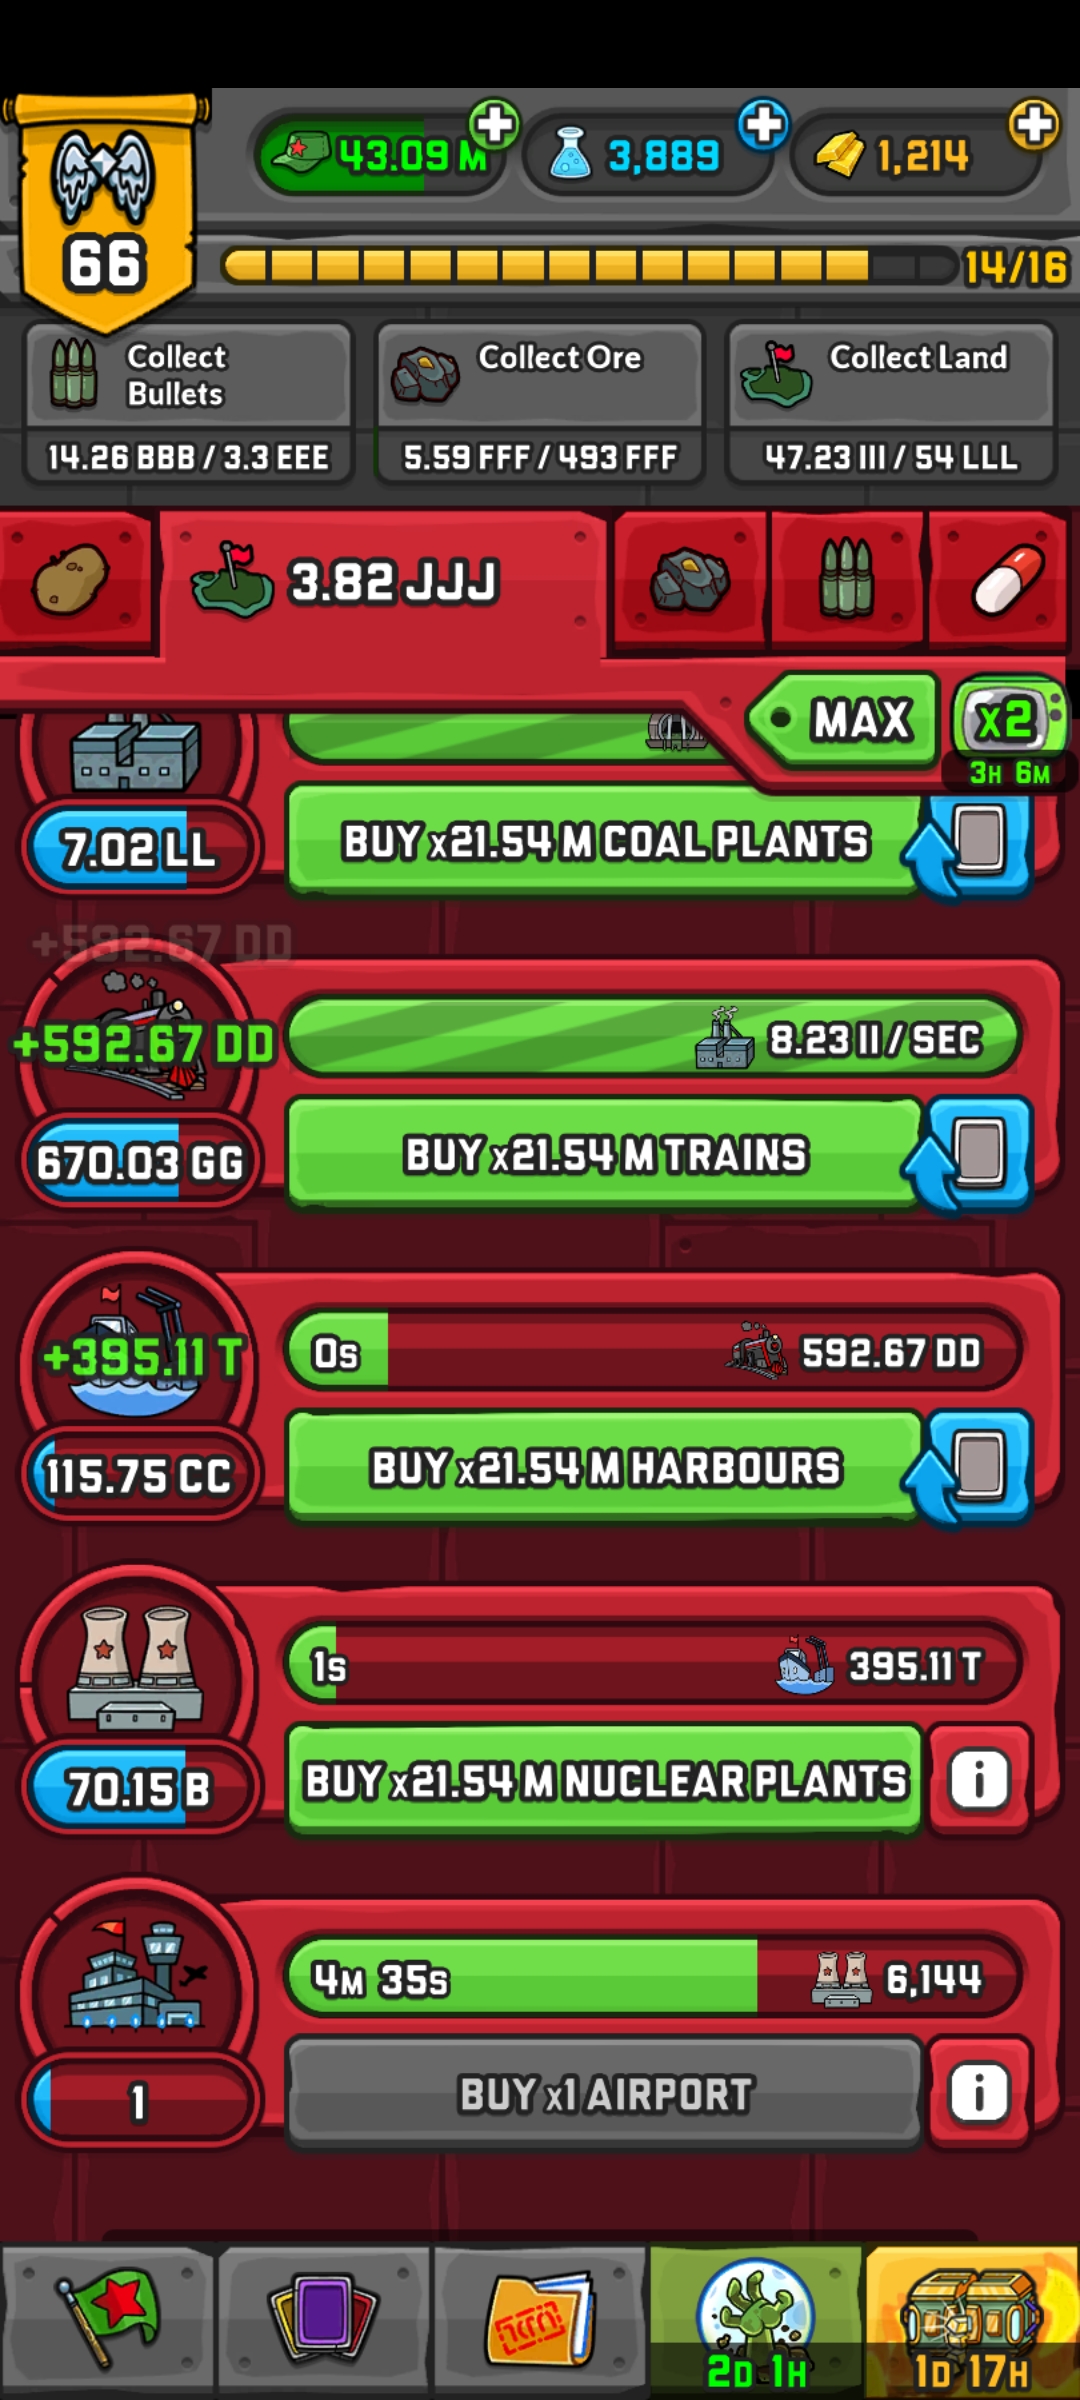 43.09 M
3,889
1,214
66
14/16
Collect
Bullets
Collect Ore
Collect Land
14.26 BBB / 3.3 EEE
5.59 FFF / 493 FFF
47.23 III / 54 LLL
3.82 JJJ
MAX
x2
3H 6M
7.02 LL
BUY x21.54 M COAL PLANTS
+592.67 DD
+592.67 DD
8.23 II / SEC
670.03 GG
BUY x21.54 M TRAINS
+395.11 T
0s
592.67 DD
115.75 CC
BUY x21.54 M HARBOURS
1s
395.11 T
70.15 B
BUY x21.54 M NUCLEAR PLANTS
i
4M 35s
6,144
1
BUY x1 AIRPORT
i
2D 1H
1D 17H